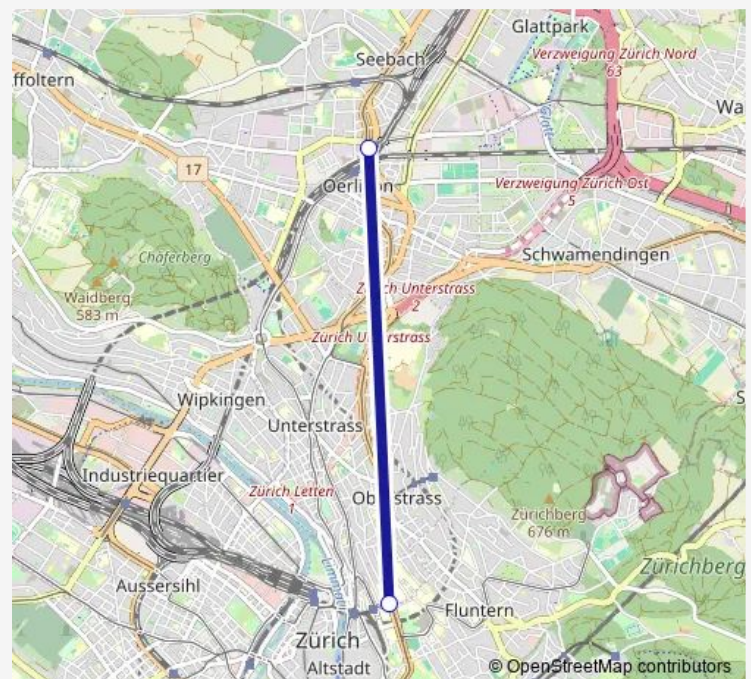 Glattpark
Seebach
Verzweigung Zürich Nord
63
ffoltern
Glatt
Wa
17
Oerlikon
Verzweigung Zürich Ost
5
Chäferberg
Schwamendingen
Waidberg
583 m
Zürich Unterstrass
2
Zürich Unterstrass
Wipkingen
S
Unterstrass
Industriequartier
Zürich Letten
1
Oberstrass
Zürichberg
676 m
Zürichberg
Aussersihl
Limmat
Fluntern
Zürich
Altstadt
© OpenStreetMap contributors